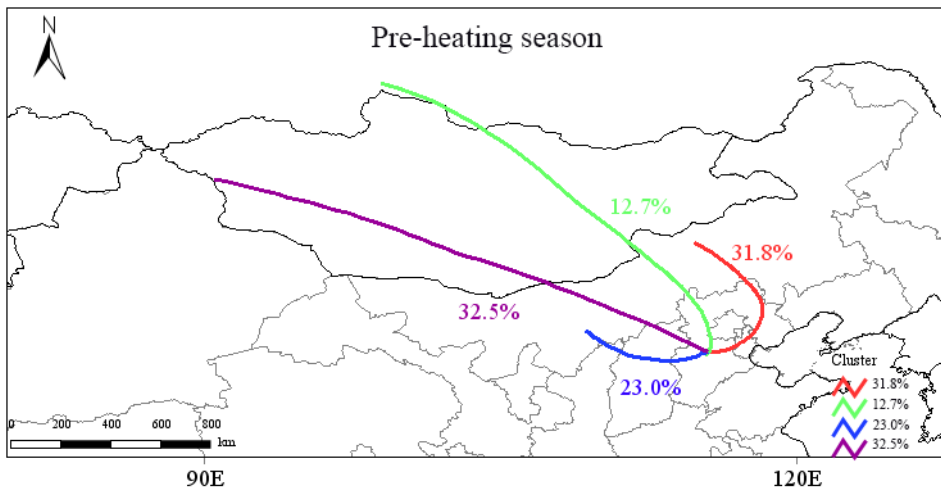 Pre-heating season
N
12.7%
31.8%
32.5%
23.0%
Cluster
31.8%
12.7%
23.0%
32.5%
0 200 400 600 800
km
90E 120E